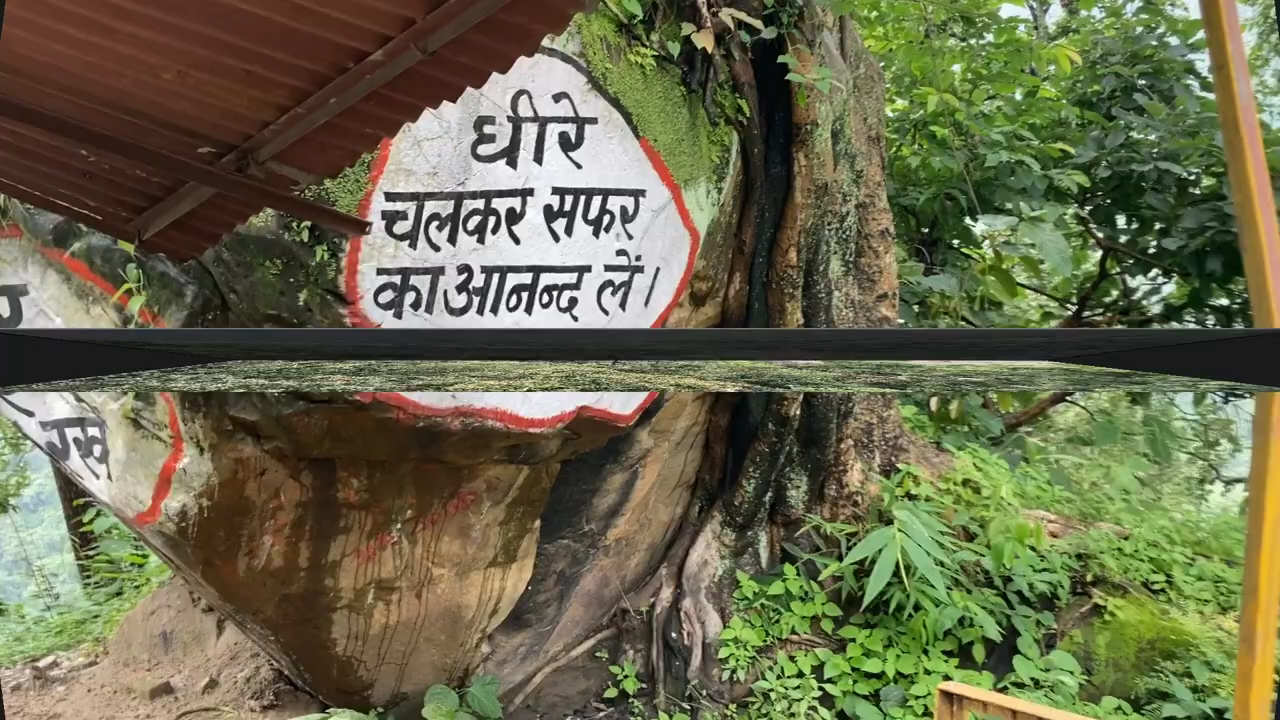 धीरे
चलकर सफर
का आनन्द लें।